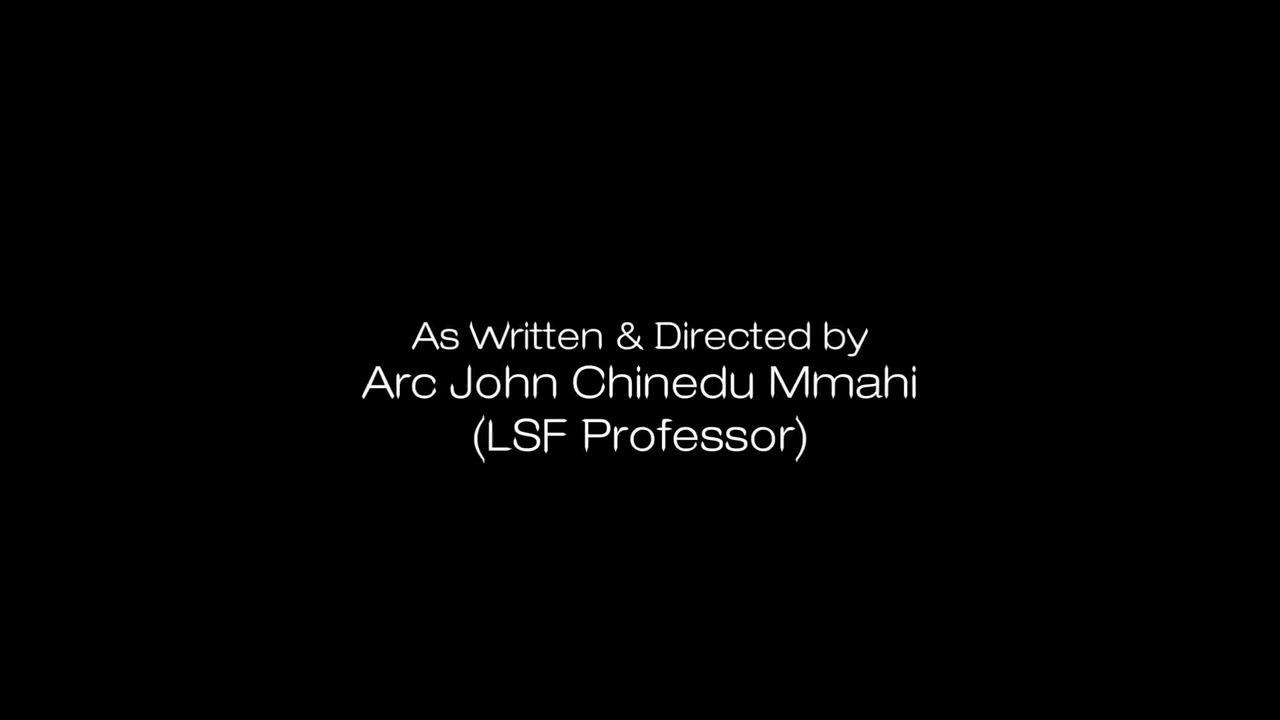 As Written & Directed by
Arc John Chinedu Mmahi
(LSF Professor)